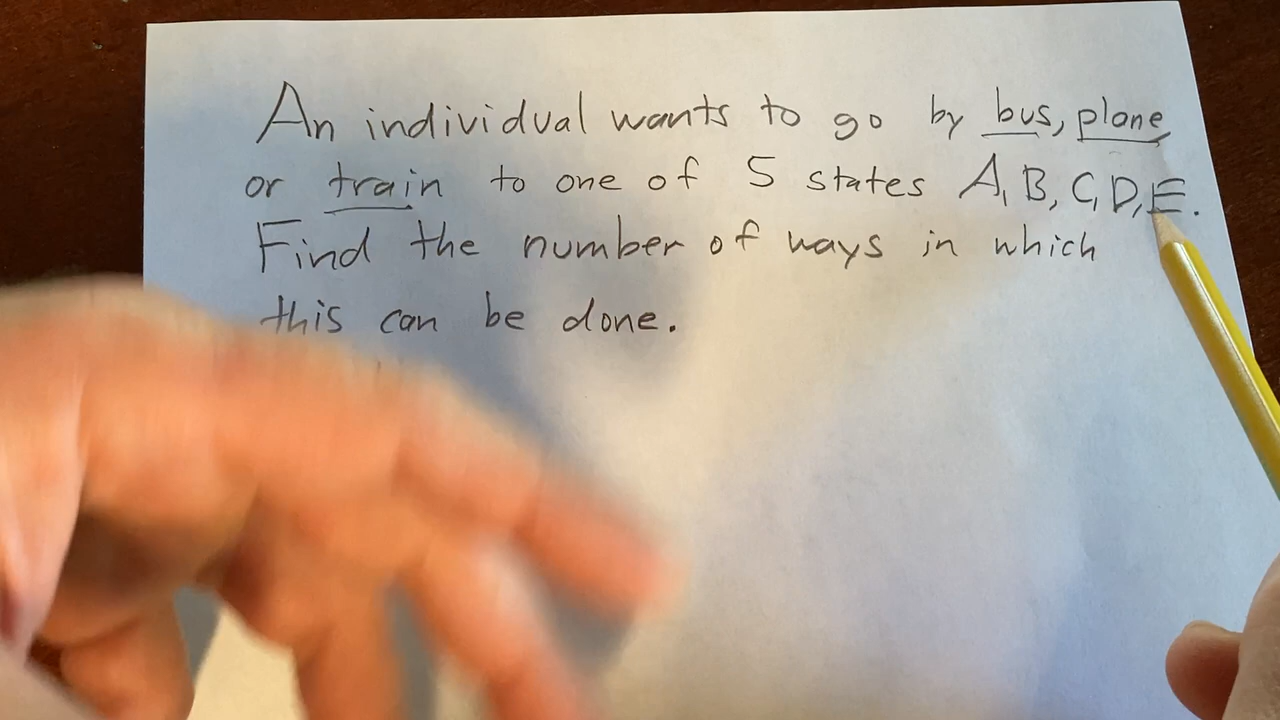 An individual wants to go by bus, plane
or train to one of 5 states A, B, C, D, E.
Find the number of ways in which
this can be done.